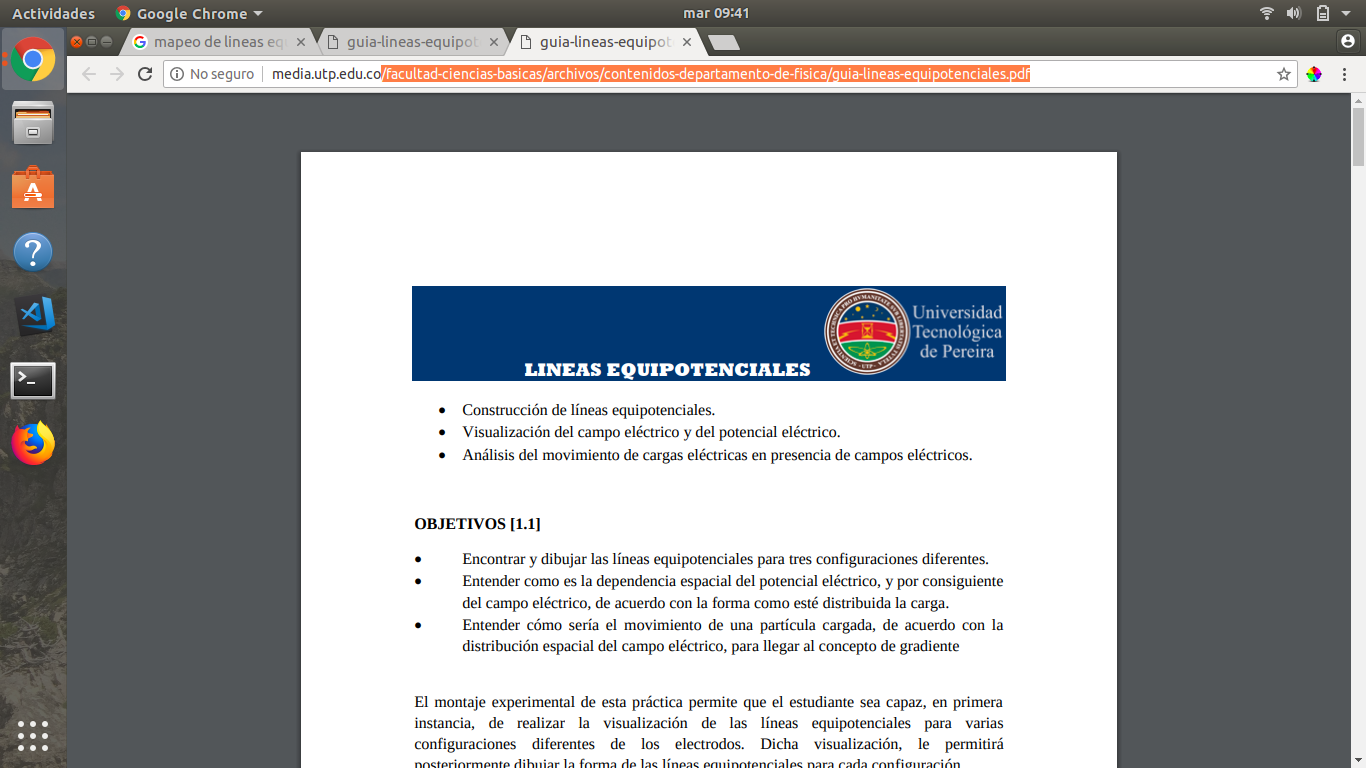 Actividades
Google Chrome
mar 09:41
mapeo de lineas eq
guia-lineas-equipot
guia-lineas-equipot
No seguro
media.utp.edu.co/facultad-ciencias-basicas/archivos/contenidos-departamento-de-fisica/guia-lineas-equipotenciales.pdf
Universidad
Tecnológica
de Pereira
LINEAS EQUIPOTENCIALES
• Construcción de líneas equipotenciales.
• Visualización del campo eléctrico y del potencial eléctrico.
• Análisis del movimiento de cargas eléctricas en presencia de campos eléctricos.
OBJETIVOS [1.1]
• Encontrar y dibujar las líneas equipotenciales para tres configuraciones diferentes.
• Entender como es la dependencia espacial del potencial eléctrico, y por consiguiente
del campo eléctrico, de acuerdo con la forma como esté distribuida la carga.
• Entender cómo sería el movimiento de una partícula cargada, de acuerdo con la
distribución espacial del campo eléctrico, para llegar al concepto de gradiente
El montaje experimental de esta práctica permite que el estudiante sea capaz, en primera
instancia, de realizar la visualización de las líneas equipotenciales para varias
configuraciones diferentes de los electrodos. Dicha visualización, le permitirá
posteriormente dibujar la forma de las líneas equipotenciales para cada configuración